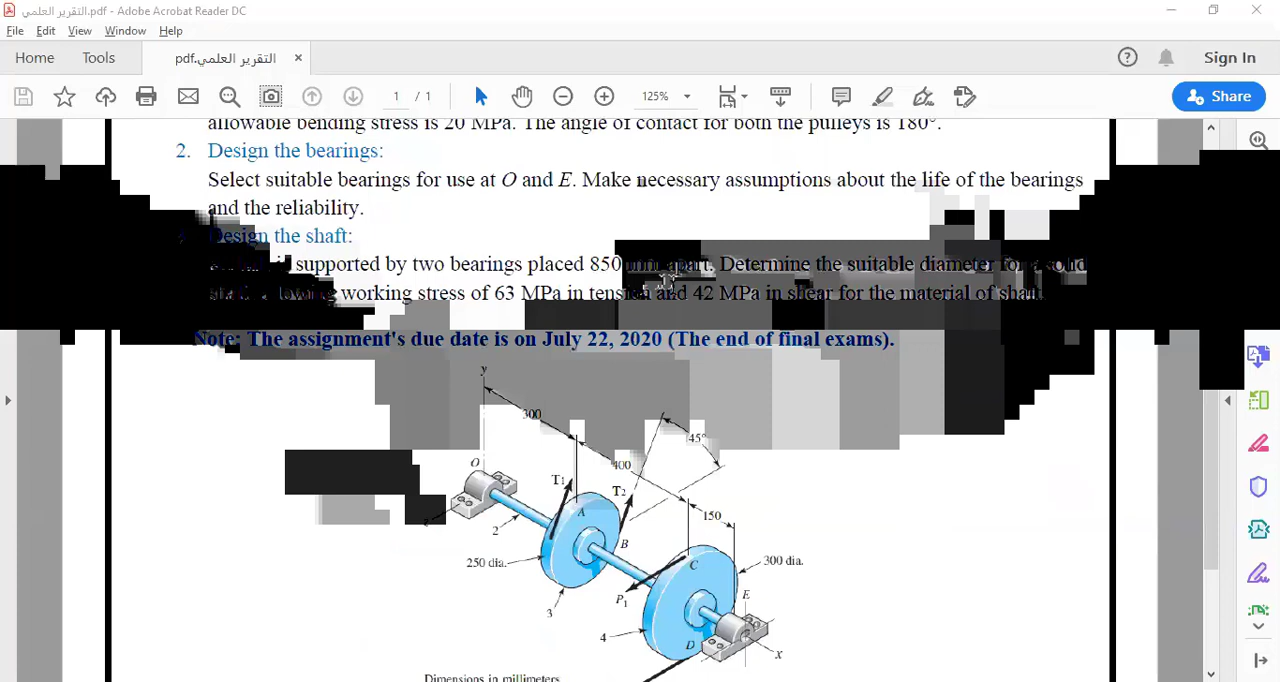 التقرير العلمي.pdf - Adobe Acrobat Reader DC
File Edit View Window Help
Home Tools التقرير العلمي.pdf × Sign In
1 / 1 125% Share
allowable bending stress is 20 MPa. The angle of contact for both the pulleys is 180°.
2. Design the bearings:
Select suitable bearings for use at O and E. Make necessary assumptions about the life of the bearings
and the reliability.
Design the shaft:
supported by two bearings placed 850 mm apart. Determine the suitable diameter for a solid
working stress of 63 MPa in tension and 42 MPa in shear for the material of shaft.
Note: The assignment's due date is on July 22, 2020 (The end of final exams).
y
300
45°
O
400
T1
T2
A
150
2
B
250 dia.
C
300 dia.
P1
E
3
4
D
x
Dimensions in millimeters